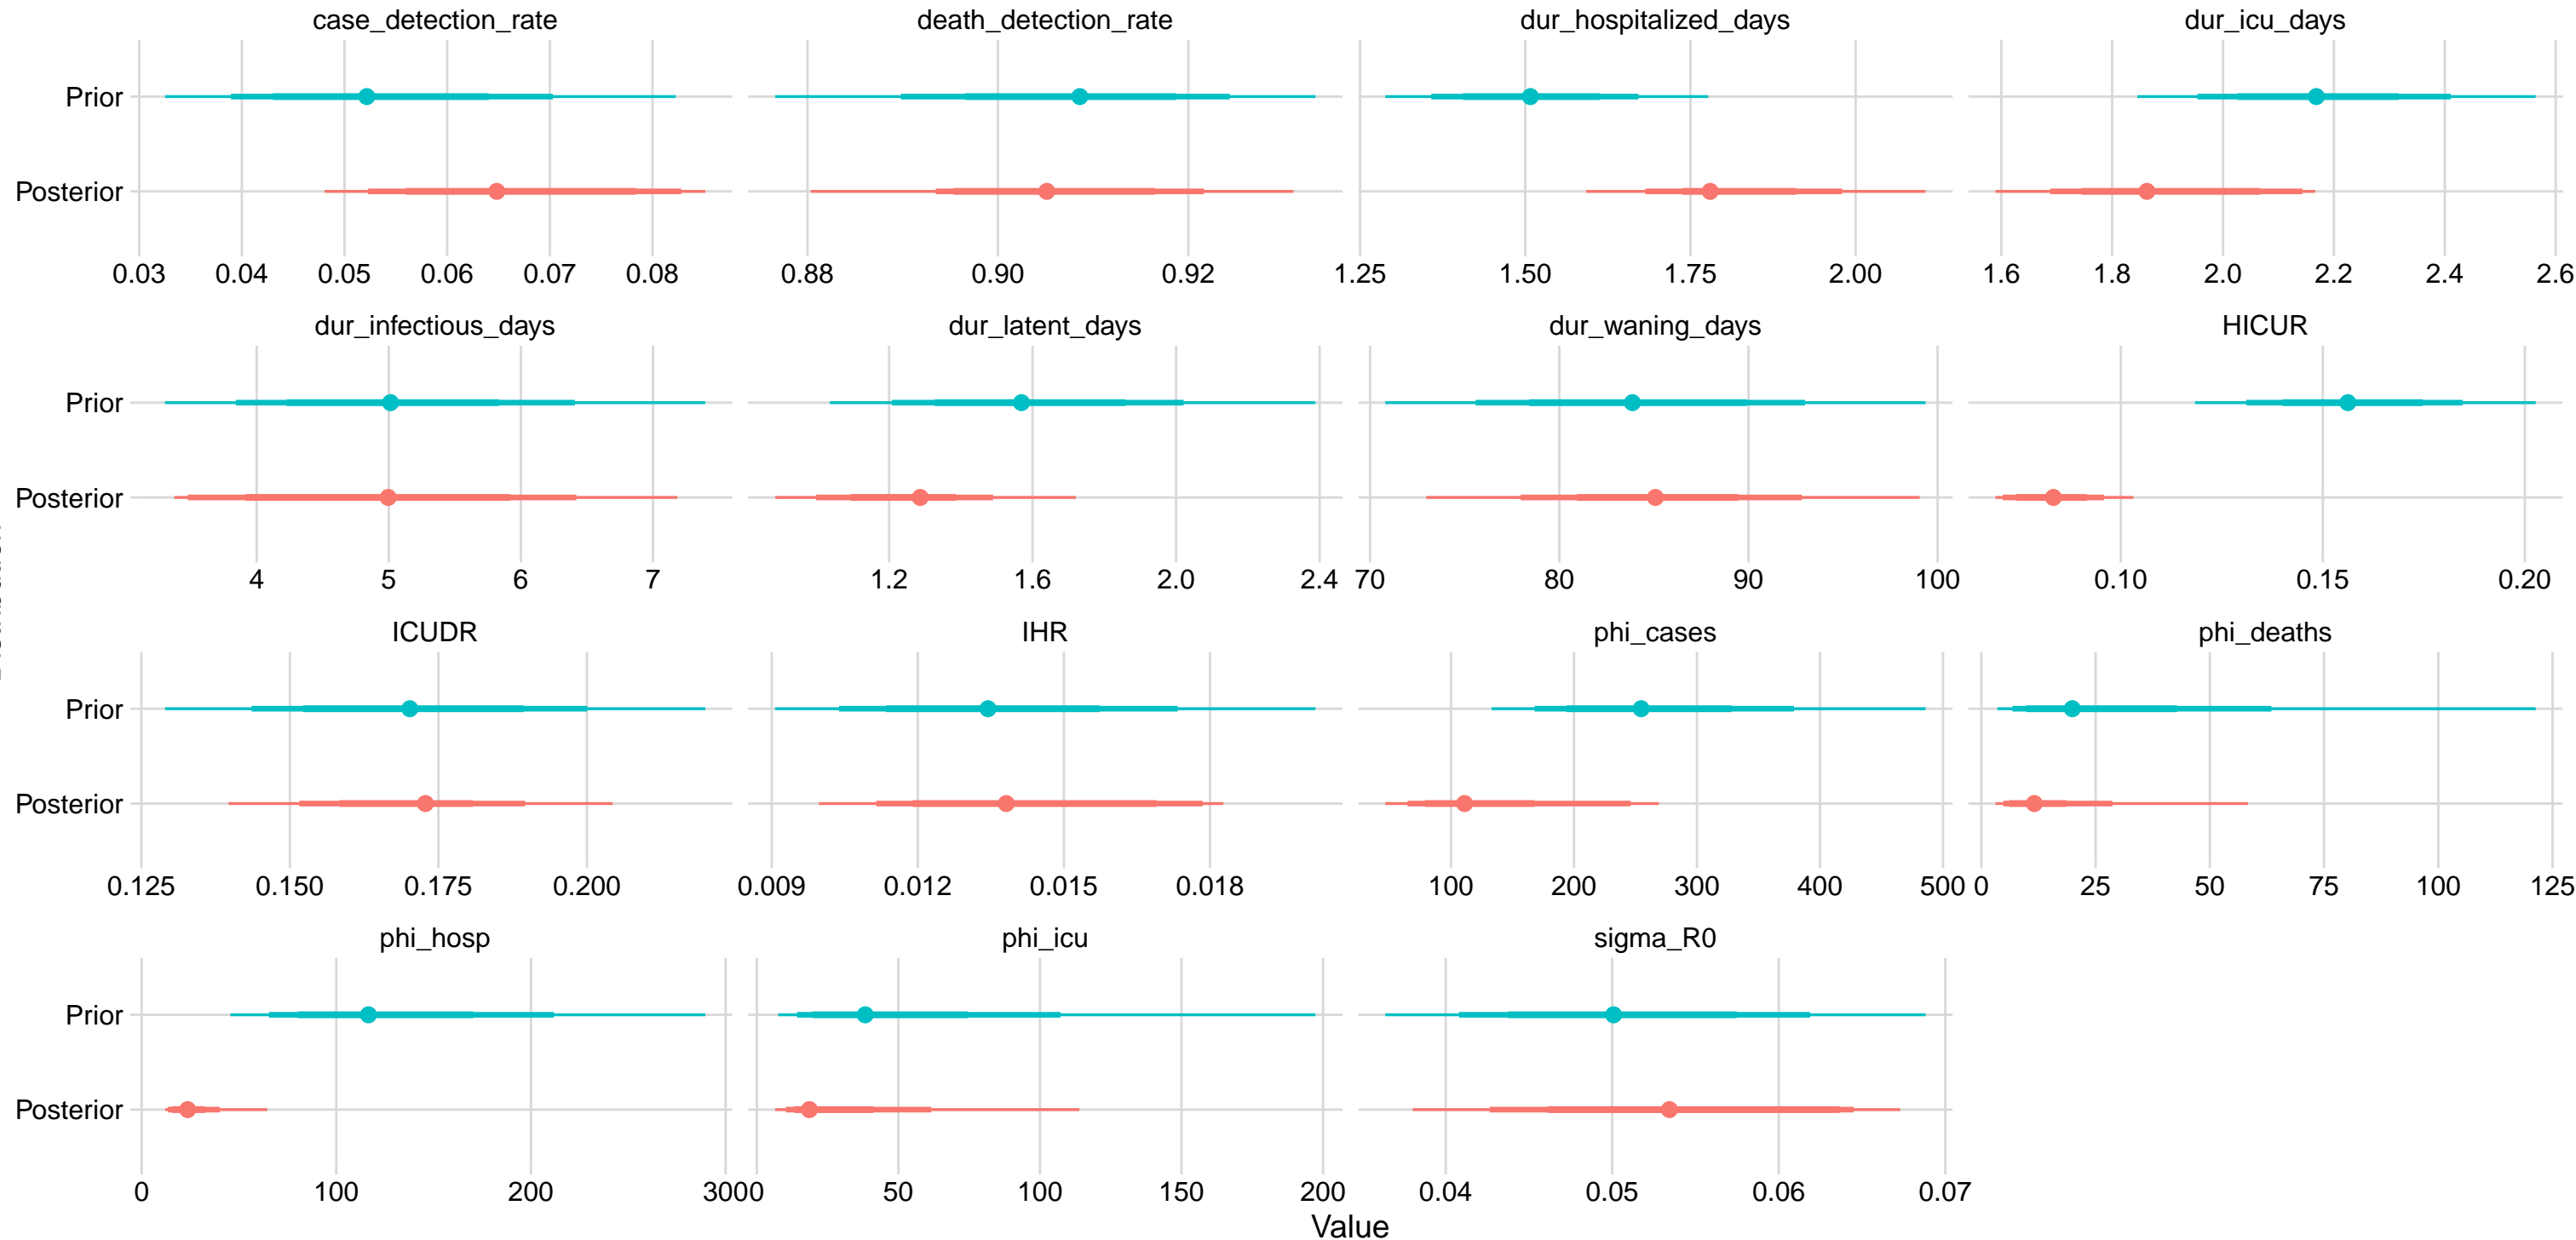 case_detection_rate death_detection_rate dur_hospitalized_days dur_icu_days
Prior
Posterior
0.03 0.04 0.05 0.06 0.07 0.08 0.88 0.90 0.92 1.25 1.50 1.75 2.00 1.6 1.8 2.0 2.2 2.4 2.6
dur_infectious_days dur_latent_days dur_waning_days HICUR
Prior
Posterior
4 5 6 7 1.2 1.6 2.0 2.4 70 80 90 100 0.10 0.15 0.20
ICUDR IHR phi_cases phi_deaths
Prior
Posterior
0.125 0.150 0.175 0.200 0.009 0.012 0.015 0.018 100 200 300 400 500 0 25 50 75 100 125
phi_hosp phi_icu sigma_R0
Prior
Posterior
0 100 200 300 0 50 100 150 200 0.04 0.05 0.06 0.07
Value